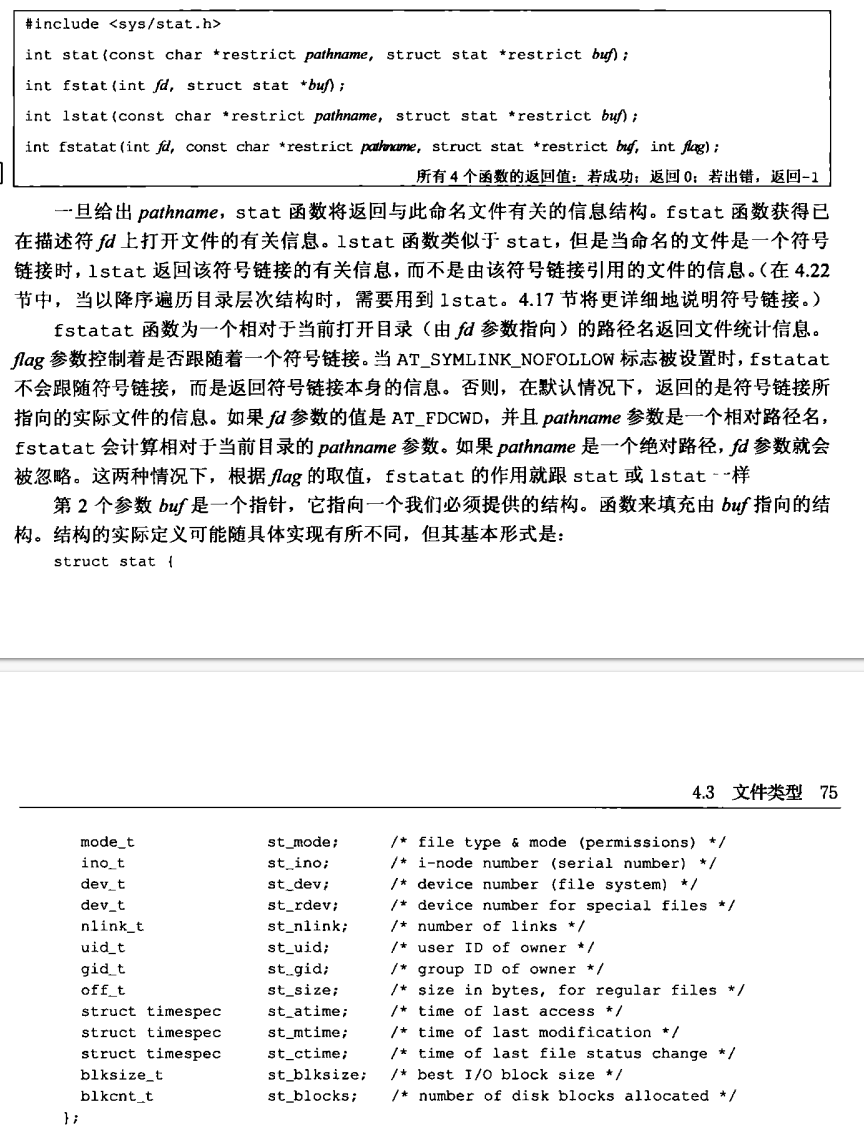 #include <sys/stat.h>
int stat(const char *restrict pathname, struct stat *restrict buf);
int fstat(int fd, struct stat *buf);
int lstat(const char *restrict pathname, struct stat *restrict buf);
int fstatat(int fd, const char *restrict pathname, struct stat *restrict buf, int flag);
所有4个函数的返回值：若成功；返回0；若出错，返回-1
一旦给出 pathname，stat 函数将返回与此命名文件有关的信息结构。fstat 函数获得已
在描述符 fd 上打开文件的有关信息。lstat 函数类似于 stat，但是当命名的文件是一个符号
链接时，lstat 返回该符号链接的有关信息，而不是由该符号链接引用的文件的信息。（在 4.22
节中，当以降序遍历目录层次结构时，需要用到 lstat。4.17 节将更详细地说明符号链接。）
fstatat 函数为一个相对于当前打开目录（由 fd 参数指向）的路径名返回文件统计信息。
flag 参数控制着是否跟随着一个符号链接。当 AT_SYMLINK_NOFOLLOW 标志被设置时，fstatat
不会跟随符号链接，而是返回符号链接本身的信息。否则，在默认情况下，返回的是符号链接所
指向的实际文件的信息。如果 fd 参数的值是 AT_FDCWD，并且 pathname 参数是一个相对路径名，
fstatat 会计算相对于当前目录的 pathname 参数。如果 pathname 是一个绝对路径，fd 参数就会
被忽略。这两种情况下，根据 flag 的取值，fstatat 的作用就跟 stat 或 lstat 一样
第 2 个参数 buf 是一个指针，它指向一个我们必须提供的结构。函数来填充由 buf 指向的结
构。结构的实际定义可能随具体实现有所不同，但其基本形式是：
struct stat {
4.3 文件类型 75
mode_t st_mode; /* file type & mode (permissions) */
ino_t st_ino; /* i-node number (serial number) */
dev_t st_dev; /* device number (file system) */
dev_t st_rdev; /* device number for special files */
nlink_t st_nlink; /* number of links */
uid_t st_uid; /* user ID of owner */
gid_t st_gid; /* group ID of owner */
off_t st_size; /* size in bytes, for regular files */
struct timespec st_atime; /* time of last access */
struct timespec st_mtime; /* time of last modification */
struct timespec st_ctime; /* time of last file status change */
blksize_t st_blksize; /* best I/O block size */
blkcnt_t st_blocks; /* number of disk blocks allocated */
};